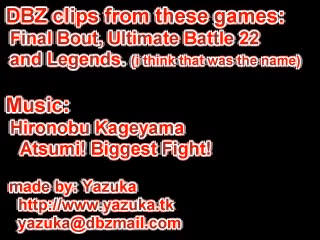 DBZ clips from these games:
Final Bout, Ultimate Battle 22
and Legends. (i think that was the name)
Music:
Hironobu Kageyama
Atsumi! Biggest Fight!
made by: Yazuka
http://www.yazuka.tk
yazuka@dbzmail.com